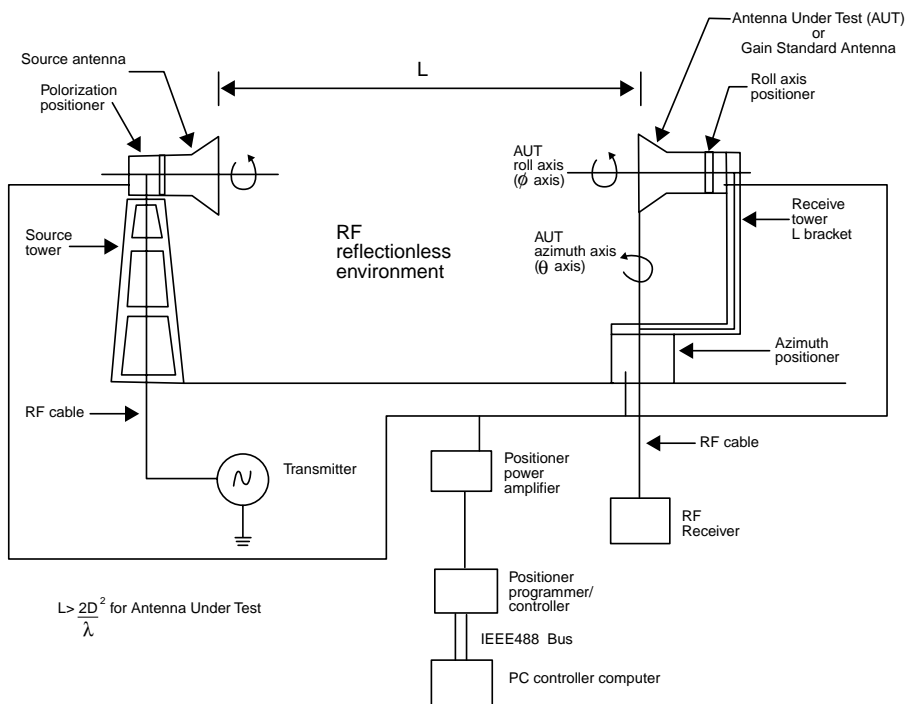 Antenna Under Test (AUT)
or
Gain Standard Antenna
Source antenna
L
Roll axis
positioner
Polorization
positioner
AUT
roll axis
(ϕ axis)
Receive
tower
L bracket
Source
tower
RF
reflectionless
environment
AUT
azimuth axis
(θ axis)
Azimuth
positioner
RF cable
RF cable
Transmitter
Positioner
power
amplifier
RF
Receiver
Positioner
programmer/
controller
L> 2D² for Antenna Under Test
λ
IEEE488 Bus
PC controller computer